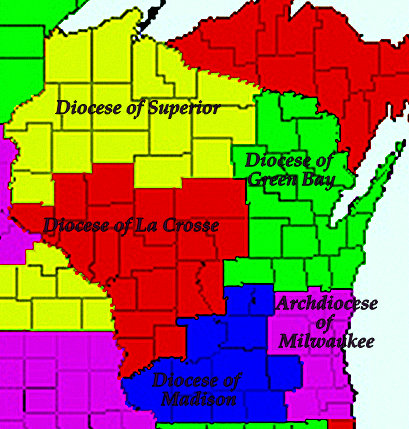 Diocese of Superior
Diocese of
Green Bay
Diocese of La Crosse
Archdiocese
of
Milwaukee
Diocese of
Madison